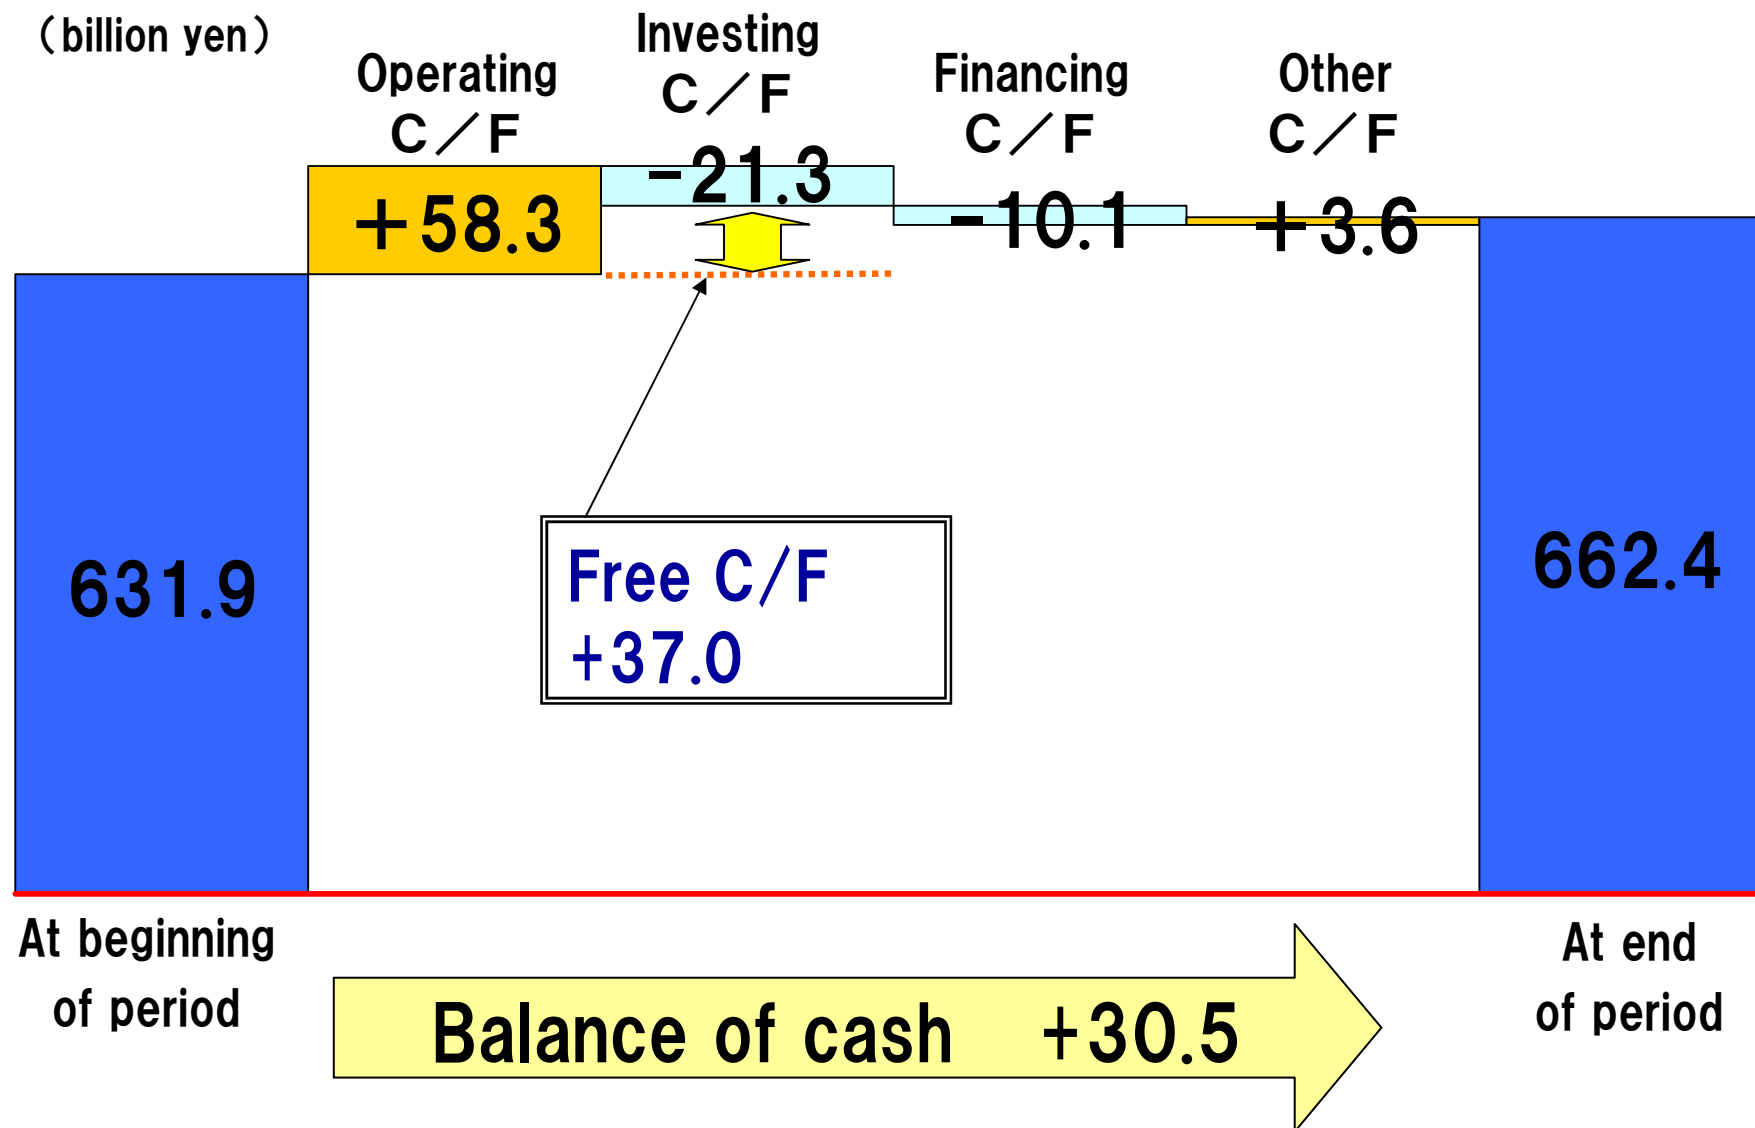 （billion yen）
Operating
C／F
Investing
C／F
Financing
C／F
Other
C／F
+58.3
-21.3
-10.1
+3.6
631.9
Free C/F
+37.0
662.4
At beginning
of period
Balance of cash +30.5
At end
of period